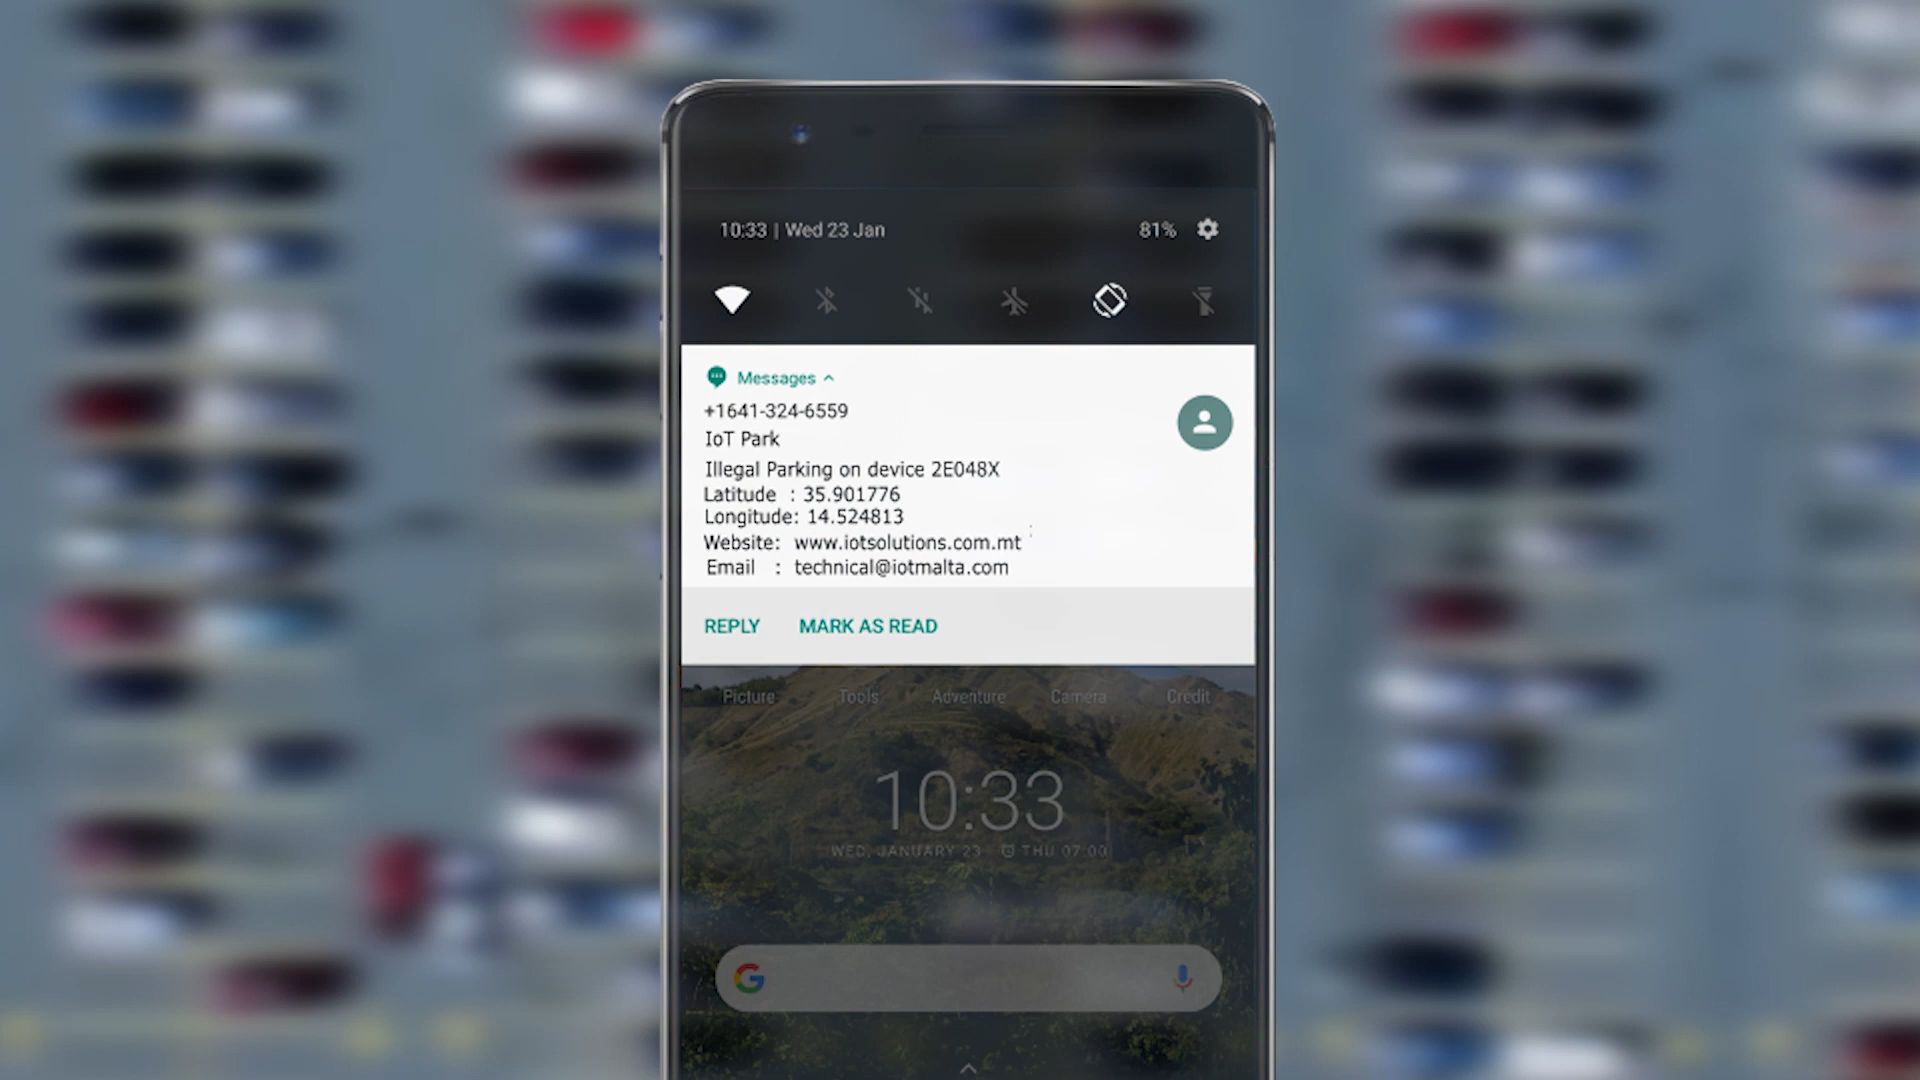 10:33 | Wed 23 Jan
81%
Messages
+1641-324-6559
IoT Park
Illegal Parking on device 2E048X
Latitude : 35.901776
Longitude: 14.524813
Website: www.iotsolutions.com.mt
Email : technical@iotmalta.com
REPLY MARK AS READ
Picture Tools Adventure Camera Credit
10:33
WED, JANUARY 23 THU 07:00
G